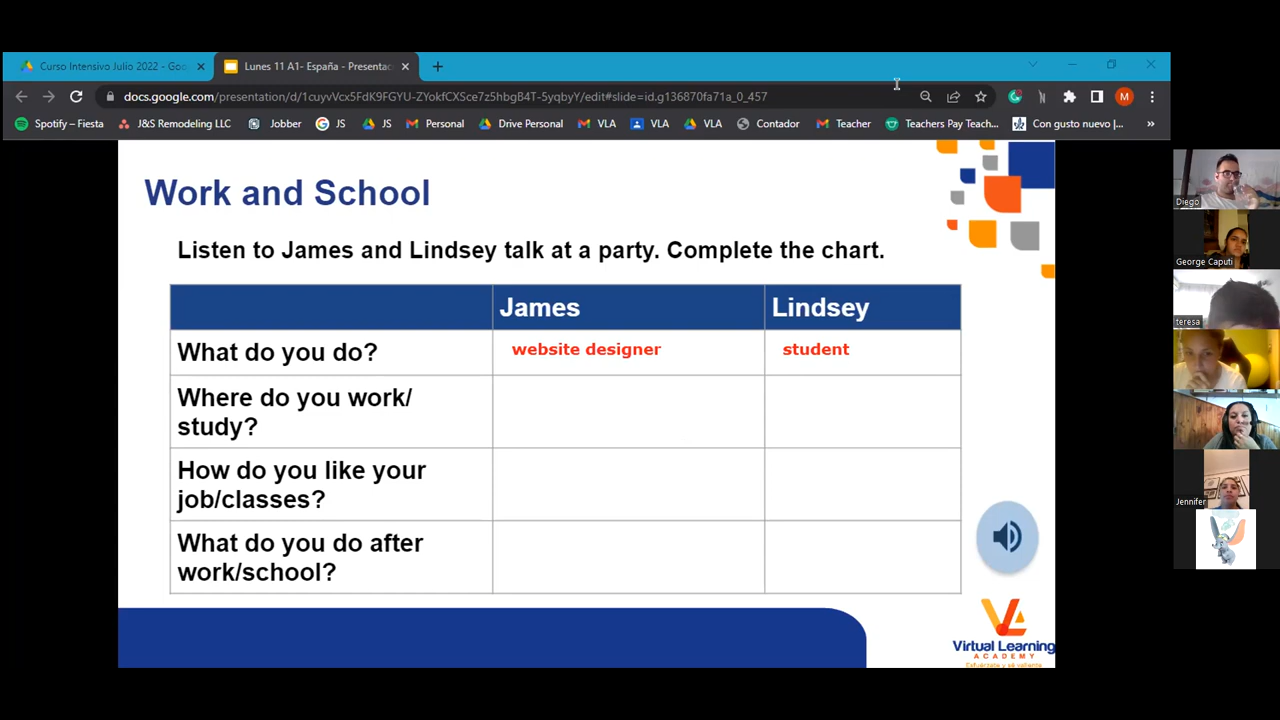 Curso Intensivo Julio 2022 - Goo
Lunes 11 A1- España - Presentac
docs.google.com/presentation/d/1cuyvVcx5FdK9FGYU-ZYokfCXSce7z5hbgB4T-5yqbyY/edit#slide=id.g136870fa71a_0_457
M
Spotify – Fiesta
J&S Remodeling LLC
Jobber
JS
JS
Personal
Drive Personal
VLA
VLA
VLA
Contador
Teacher
Teachers Pay Teach...
Con gusto nuevo |...
»
Work and School
Listen to James and Lindsey talk at a party. Complete the chart.
James
Lindsey
What do you do?
website designer
student
Where do you work/
study?
How do you like your
job/classes?
What do you do after
work/school?
Virtual Learning
ACADEMY
Esfuérzate y sé valiente
Diego
George Caputi
teresa
Jennifer